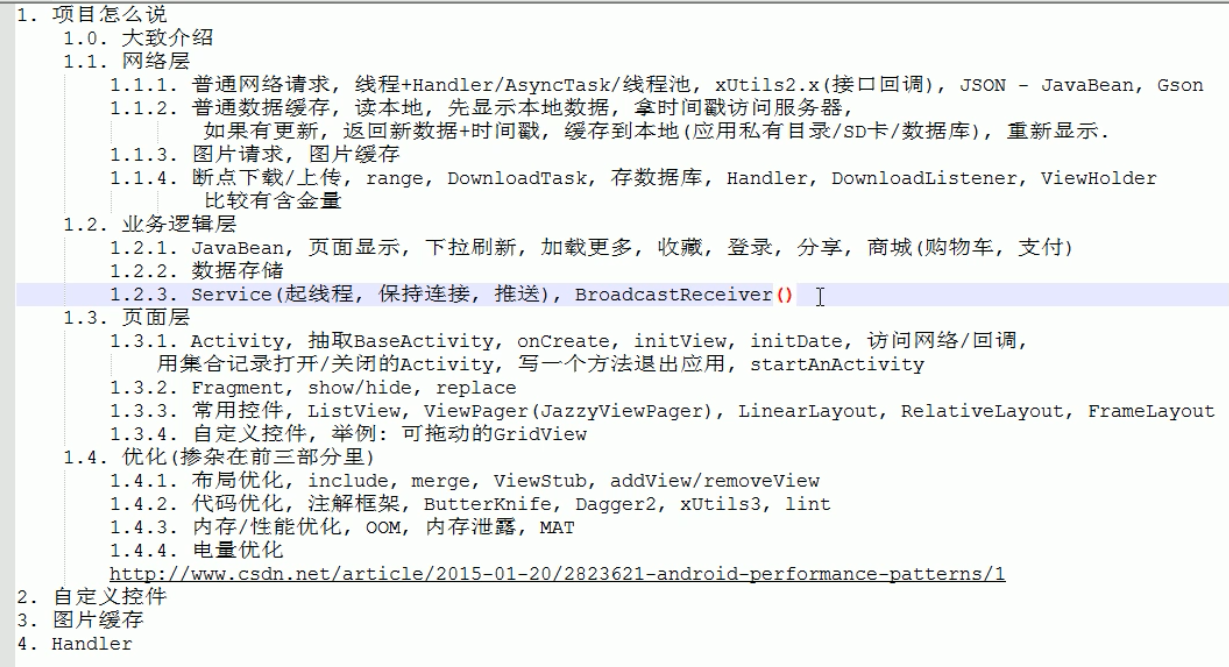 1. 项目怎么说
1.0. 大致介绍
1.1. 网络层
1.1.1. 普通网络请求, 线程+Handler/AsyncTask/线程池, xUtils2.x(接口回调), JSON - JavaBean, Gson
1.1.2. 普通数据缓存, 读本地, 先显示本地数据, 拿时间戳访问服务器,
如果有更新, 返回新数据+时间戳, 缓存到本地(应用私有目录/SD卡/数据库), 重新显示.
1.1.3. 图片请求, 图片缓存
1.1.4. 断点下载/上传, range, DownloadTask, 存数据库, Handler, DownloadListener, ViewHolder
比较有含金量
1.2. 业务逻辑层
1.2.1. JavaBean, 页面显示, 下拉刷新, 加载更多, 收藏, 登录, 分享, 商城(购物车, 支付)
1.2.2. 数据存储
1.2.3. Service(起线程, 保持连接, 推送), BroadcastReceiver()
1.3. 页面层
1.3.1. Activity, 抽取BaseActivity, onCreate, initView, initDate, 访问网络/回调,
用集合记录打开/关闭的Activity, 写一个方法退出应用, startAnActivity
1.3.2. Fragment, show/hide, replace
1.3.3. 常用控件, ListView, ViewPager(JazzyViewPager), LinearLayout, RelativeLayout, FrameLayout
1.3.4. 自定义控件, 举例: 可拖动的GridView
1.4. 优化(掺杂在前三部分里)
1.4.1. 布局优化, include, merge, ViewStub, addView/removeView
1.4.2. 代码优化, 注解框架, ButterKnife, Dagger2, xUtils3, lint
1.4.3. 内存/性能优化, OOM, 内存泄露, MAT
1.4.4. 电量优化
http://www.csdn.net/article/2015-01-20/2823621-android-performance-patterns/1
2. 自定义控件
3. 图片缓存
4. Handler